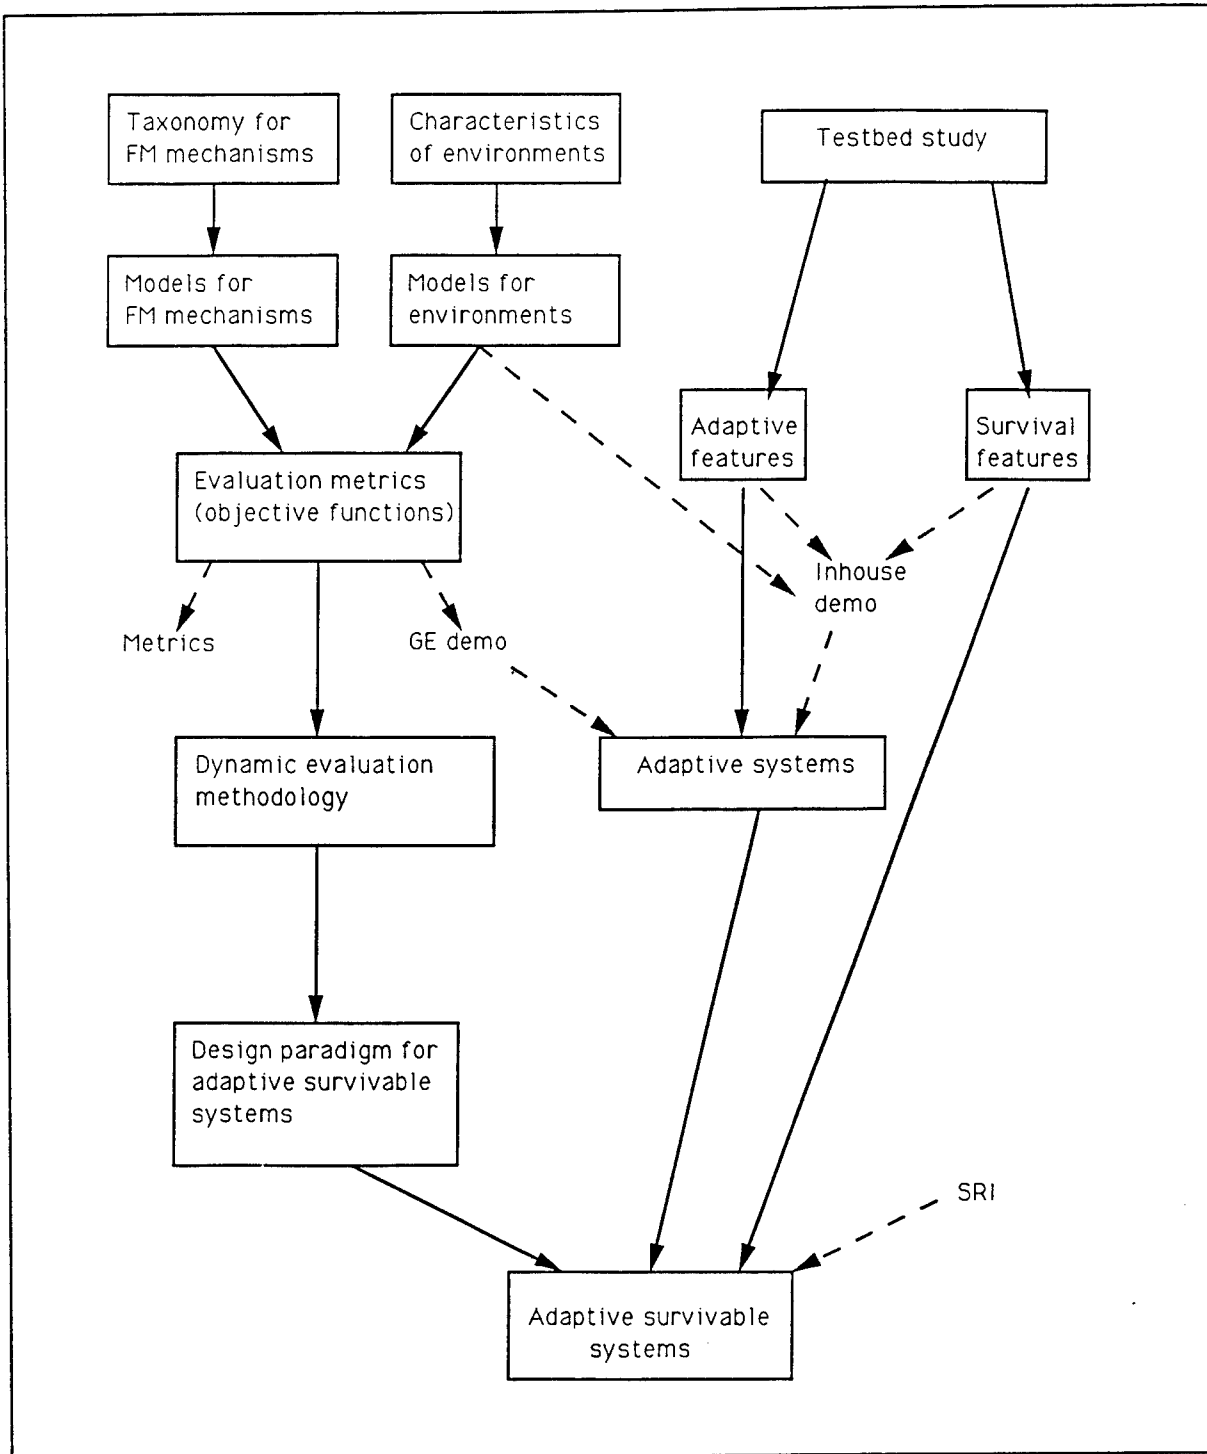 Taxonomy for
FM mechanisms
Characteristics
of environments
Testbed study
Models for
FM mechanisms
Models for
environments
Adaptive
features
Survival
features
Evaluation metrics
(objective functions)
Inhouse
demo
Metrics
GE demo
Dynamic evaluation
methodology
Adaptive systems
Design paradigm for
adaptive survivable
systems
SRI
Adaptive survivable
systems